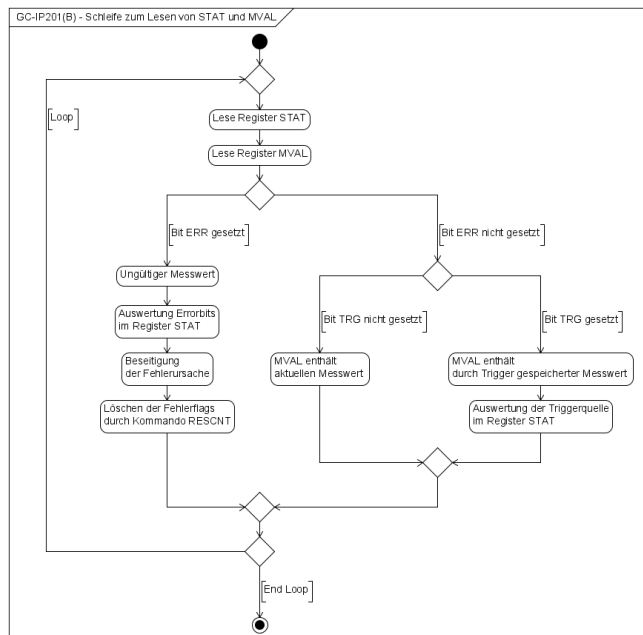 GC-IP201(B) - Schleife zum Lesen von STAT und MVAL
[Loop]
Lese Register STAT
Lese Register MVAL
[Bit ERR gesetzt]
[Bit ERR nicht gesetzt]
Ungültiger Messwert
Auswertung Errorbits
im Register STAT
Beseitigung
der Fehlerursache
Löschen der Fehlerflags
durch Kommando RESCNT
[Bit TRG nicht gesetzt]
[Bit TRG gesetzt]
MVAL enthält
aktuellen Messwert
MVAL enthält
durch Trigger gespeicherter Messwert
Auswertung der Triggerquelle
im Register STAT
[End Loop]